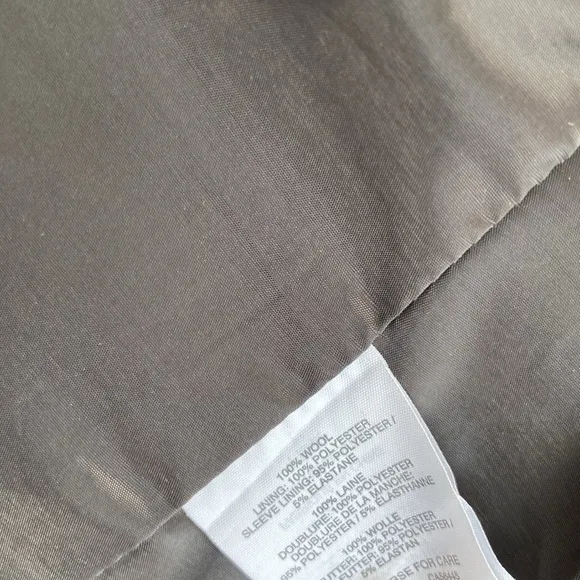 100% WOOL
LINING: 100% POLYESTER
SLEEVE LINING: 95% POLYESTER /
5% ELASTANE
100% LAINE
DOUBLURE: 100% POLYESTER
DOUBLURE DE LA MANCHE:
95% POLYESTER / 5% ELASTHANNE
100% WOLLE
FUTTER: 100% POLYESTER
FUTTER: 95% POLYESTER /
5% ELASTAN
FOR CARE